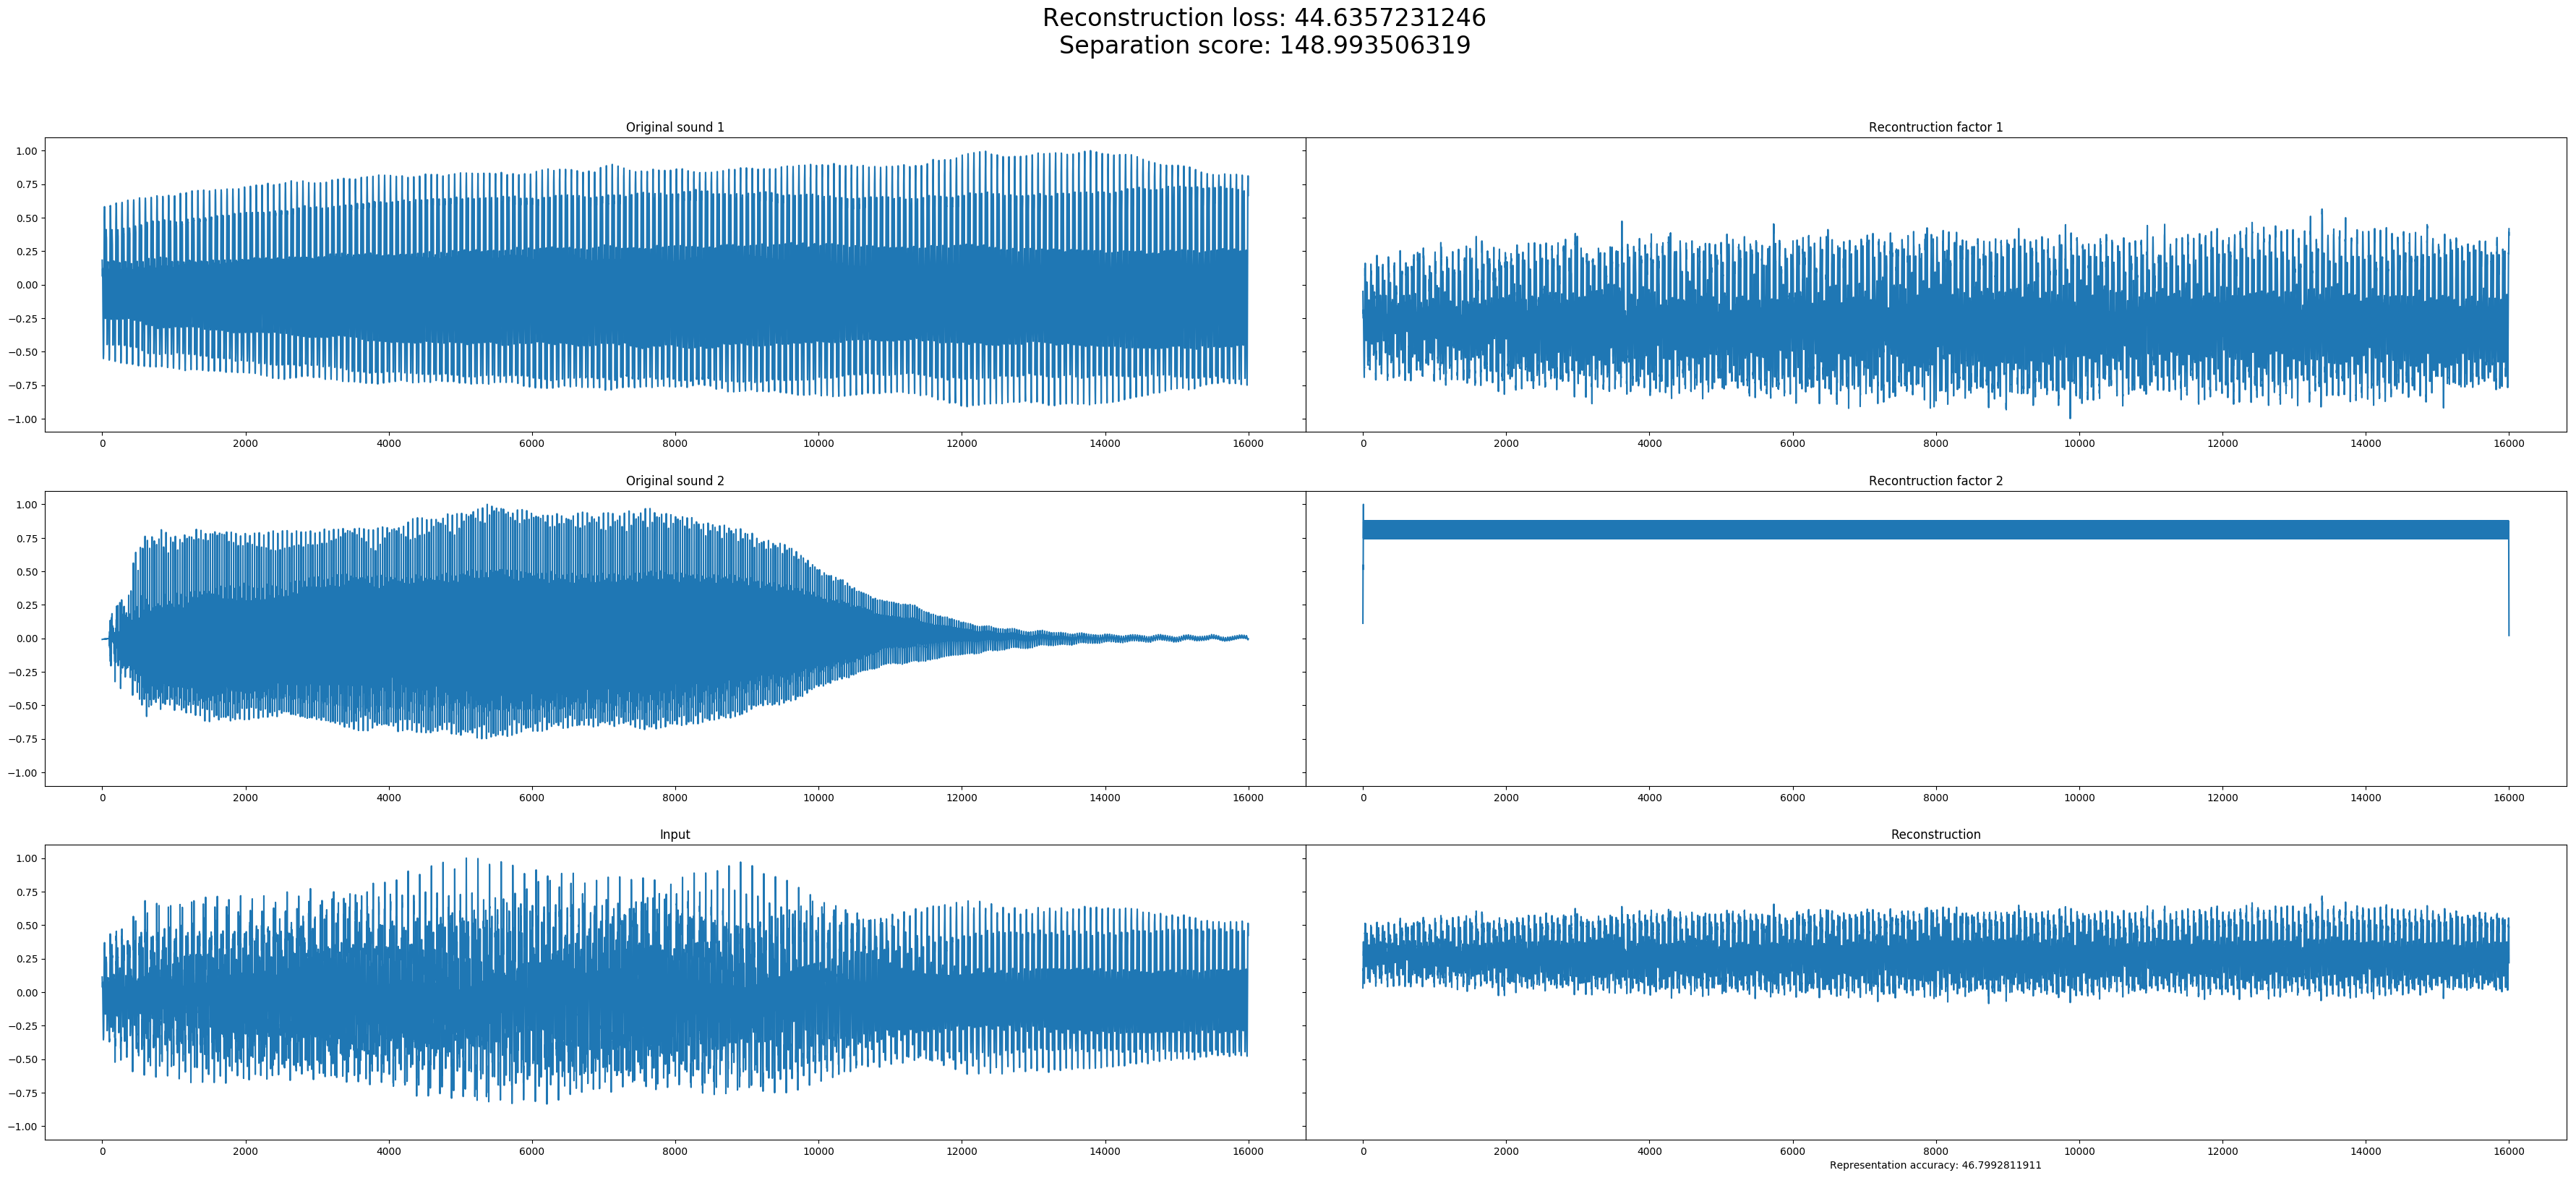 Reconstruction loss: 44.6357231246
Separation score: 148.993506319
Original sound 1
Recontruction factor 1
1.00
0.75
0.50
0.25
0.00
−0.25
−0.50
−0.75
−1.00
0 2000 4000 6000 8000 10000 12000 14000 16000
0 2000 4000 6000 8000 10000 12000 14000 16000
Original sound 2
Recontruction factor 2
1.00
0.75
0.50
0.25
0.00
−0.25
−0.50
−0.75
−1.00
0 2000 4000 6000 8000 10000 12000 14000 16000
0 2000 4000 6000 8000 10000 12000 14000 16000
Input
Reconstruction
1.00
0.75
0.50
0.25
0.00
−0.25
−0.50
−0.75
−1.00
0 2000 4000 6000 8000 10000 12000 14000 16000
0 2000 4000 6000 8000 10000 12000 14000 16000
Representation accuracy: 46.7992811911